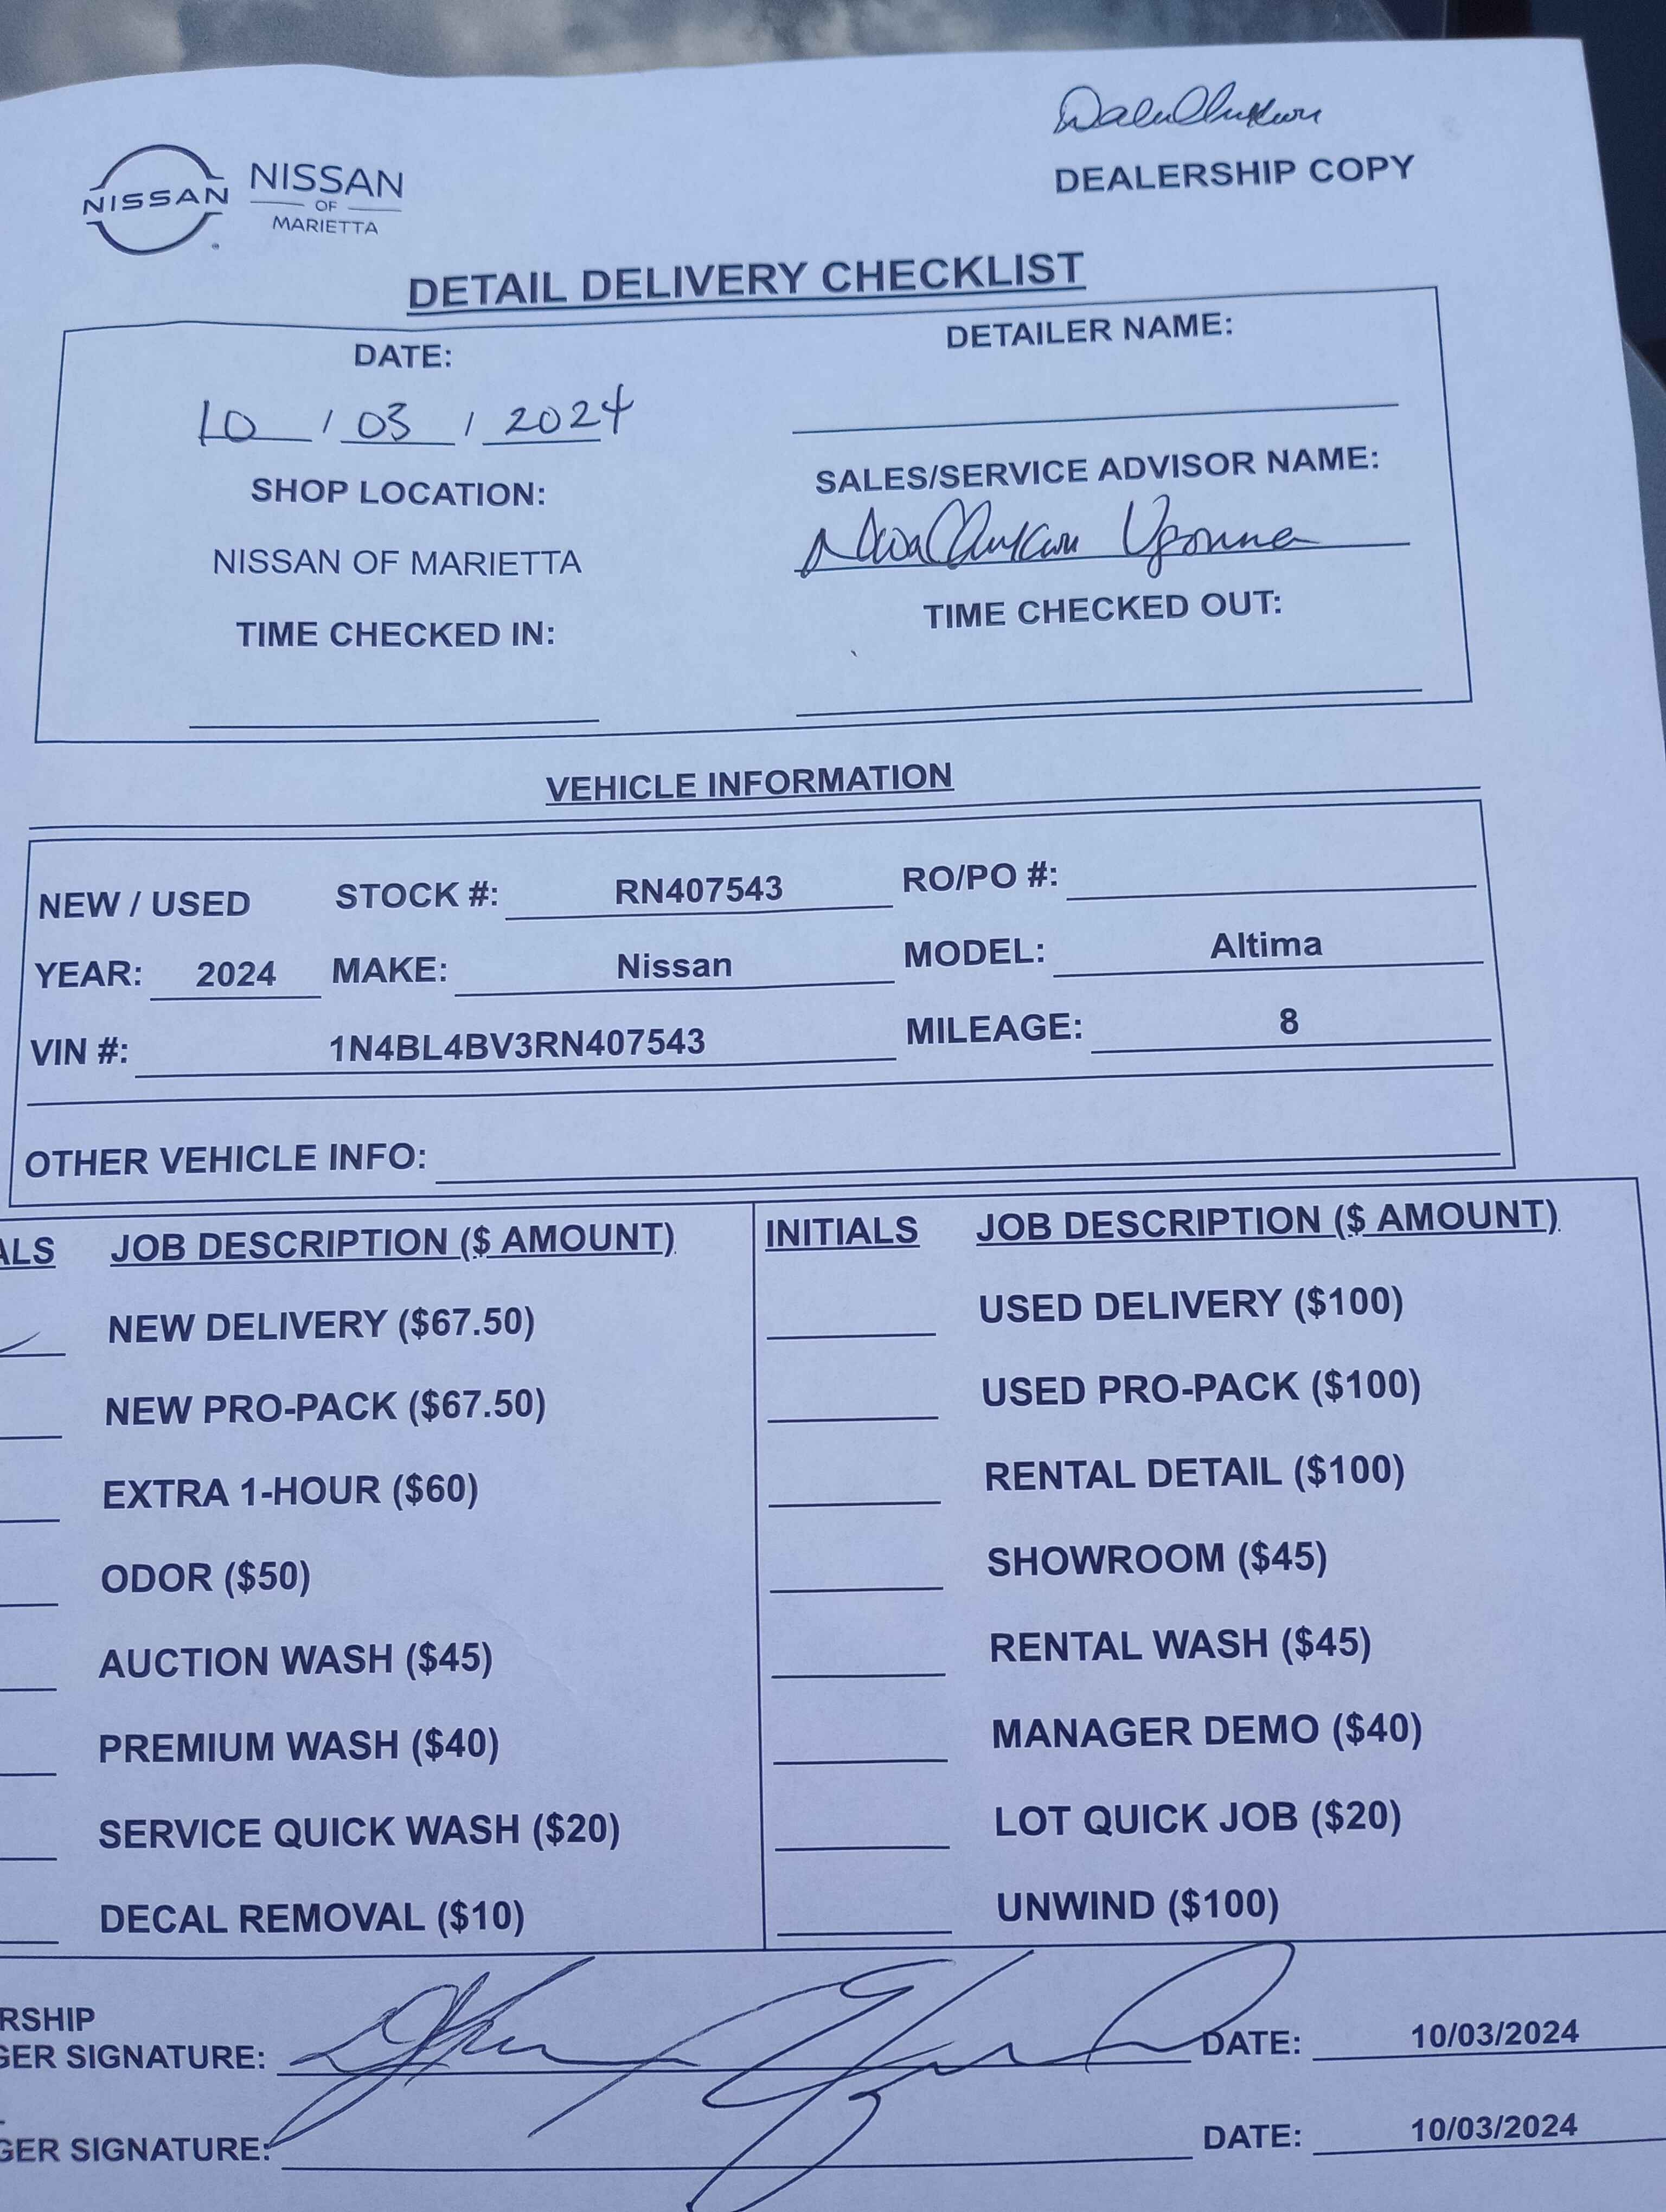 DEALERSHIP COPY
NISSAN
NISSAN
OF
MARIETTA
DETAIL DELIVERY CHECKLIST
DATE: DETAILER NAME:
10 / 03 / 2024
SHOP LOCATION: SALES/SERVICE ADVISOR NAME:
NISSAN OF MARIETTA
TIME CHECKED IN: TIME CHECKED OUT:
VEHICLE INFORMATION
NEW / USED STOCK #: RN407543 RO/PO #:
YEAR: 2024 MAKE: Nissan MODEL: Altima
VIN #: 1N4BL4BV3RN407543 MILEAGE: 8
OTHER VEHICLE INFO:
ALS JOB DESCRIPTION ($ AMOUNT) INITIALS JOB DESCRIPTION ($ AMOUNT)
NEW DELIVERY ($67.50) USED DELIVERY ($100)
NEW PRO-PACK ($67.50) USED PRO-PACK ($100)
EXTRA 1-HOUR ($60) RENTAL DETAIL ($100)
ODOR ($50) SHOWROOM ($45)
AUCTION WASH ($45) RENTAL WASH ($45)
PREMIUM WASH ($40) MANAGER DEMO ($40)
SERVICE QUICK WASH ($20) LOT QUICK JOB ($20)
DECAL REMOVAL ($10) UNWIND ($100)
RSHIP
GER SIGNATURE: DATE: 10/03/2024
GER SIGNATURE: DATE: 10/03/2024